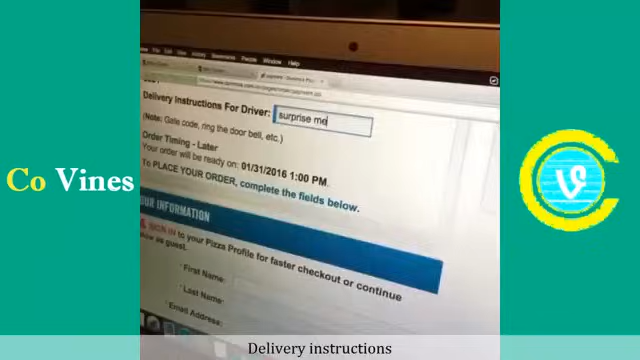 Delivery Instructions For Driver: surprise me
(Note: Gate code, ring the door bell, etc.)
Order Timing - Later
Your order will be ready on: 01/31/2016 1:00 PM.
To PLACE YOUR ORDER, complete the fields below.
OUR INFORMATION
SIGN IN to your Pizza Profile for faster checkout or continue
below as guest.
* First Name:
* Last Name:
* Email Address:
Co Vines
Delivery instructions